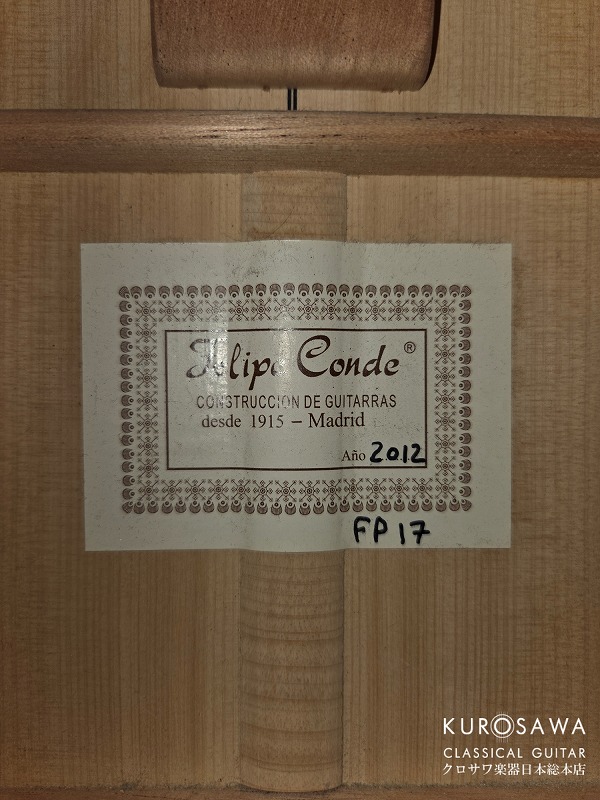 Felipe Conde®
CONSTRUCCION DE GUITARRAS
desde 1915 – Madrid
Año 2012
FP 17
KUROSAWA
CLASSICAL GUITAR
クロサワ楽器日本総本店